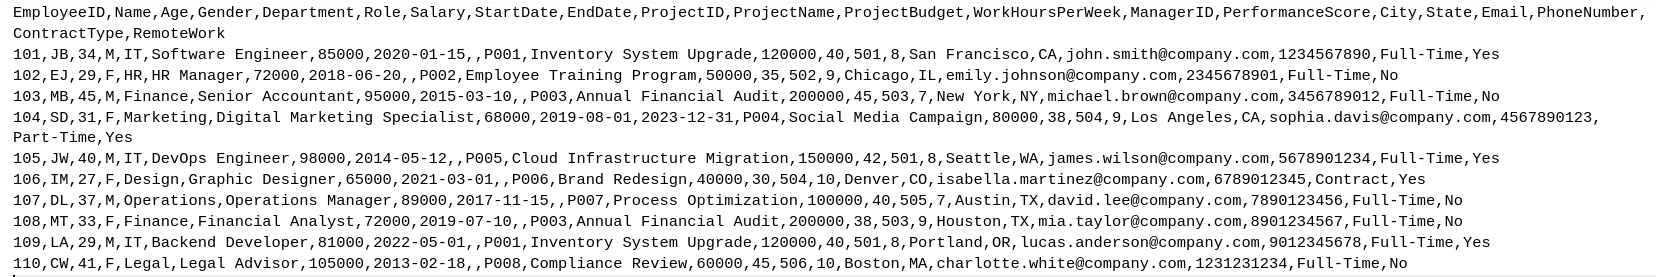 EmployeeID,Name,Age,Gender,Department,Role,Salary,StartDate,EndDate,ProjectID,ProjectName,ProjectBudget,WorkHoursPerWeek,ManagerID,PerformanceScore,City,State,Email,PhoneNumber,
ContractType,RemoteWork
101,JB,34,M,IT,Software Engineer,85000,2020-01-15,,P001,Inventory System Upgrade,120000,40,501,8,San Francisco,CA,john.smith@company.com,1234567890,Full-Time,Yes
102,EJ,29,F,HR,HR Manager,72000,2018-06-20,,P002,Employee Training Program,50000,35,502,9,Chicago,IL,emily.johnson@company.com,2345678901,Full-Time,No
103,MB,45,M,Finance,Senior Accountant,95000,2015-03-10,,P003,Annual Financial Audit,200000,45,503,7,New York,NY,michael.brown@company.com,3456789012,Full-Time,No
104,SD,31,F,Marketing,Digital Marketing Specialist,68000,2019-08-01,2023-12-31,P004,Social Media Campaign,80000,38,504,9,Los Angeles,CA,sophia.davis@company.com,4567890123,
Part-Time,Yes
105,JW,40,M,IT,DevOps Engineer,98000,2014-05-12,,P005,Cloud Infrastructure Migration,150000,42,501,8,Seattle,WA,james.wilson@company.com,5678901234,Full-Time,Yes
106,IM,27,F,Design,Graphic Designer,65000,2021-03-01,,P006,Brand Redesign,40000,30,504,10,Denver,CO,isabella.martinez@company.com,6789012345,Contract,Yes
107,DL,37,M,Operations,Operations Manager,89000,2017-11-15,,P007,Process Optimization,100000,40,505,7,Austin,TX,david.lee@company.com,7890123456,Full-Time,No
108,MT,33,F,Finance,Financial Analyst,72000,2019-07-10,,P003,Annual Financial Audit,200000,38,503,9,Houston,TX,mia.taylor@company.com,8901234567,Full-Time,No
109,LA,29,M,IT,Backend Developer,81000,2022-05-01,,P001,Inventory System Upgrade,120000,40,501,8,Portland,OR,lucas.anderson@company.com,9012345678,Full-Time,Yes
110,CW,41,F,Legal,Legal Advisor,105000,2013-02-18,,P008,Compliance Review,60000,45,506,10,Boston,MA,charlotte.white@company.com,1231231234,Full-Time,No